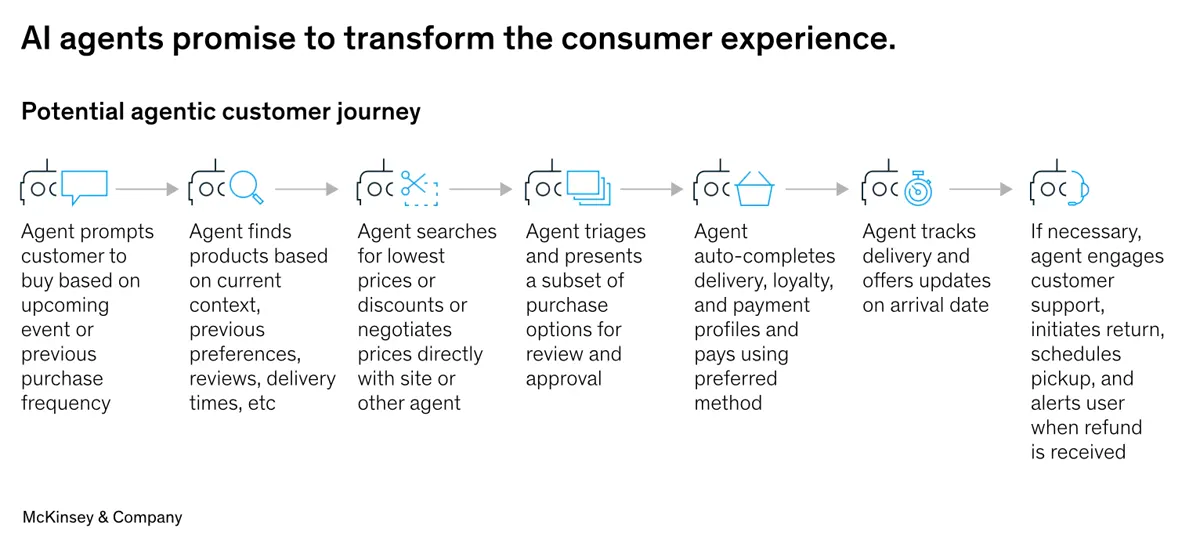 AI agents promise to transform the consumer experience.
Potential agentic customer journey
Agent prompts
customer to
buy based on
upcoming
event or
previous
purchase
frequency
Agent finds
products based
on current
context,
previous
preferences,
reviews, delivery
times, etc
Agent searches
for lowest
prices or
discounts or
negotiates
prices directly
with site or
other agent
Agent triages
and presents
a subset of
purchase
options for
review and
approval
Agent
auto-completes
delivery, loyalty,
and payment
profiles and
pays using
preferred
method
Agent tracks
delivery and
offers updates
on arrival date
If necessary,
agent engages
customer
support,
initiates return,
schedules
pickup, and
alerts user
when refund
is received
McKinsey & Company